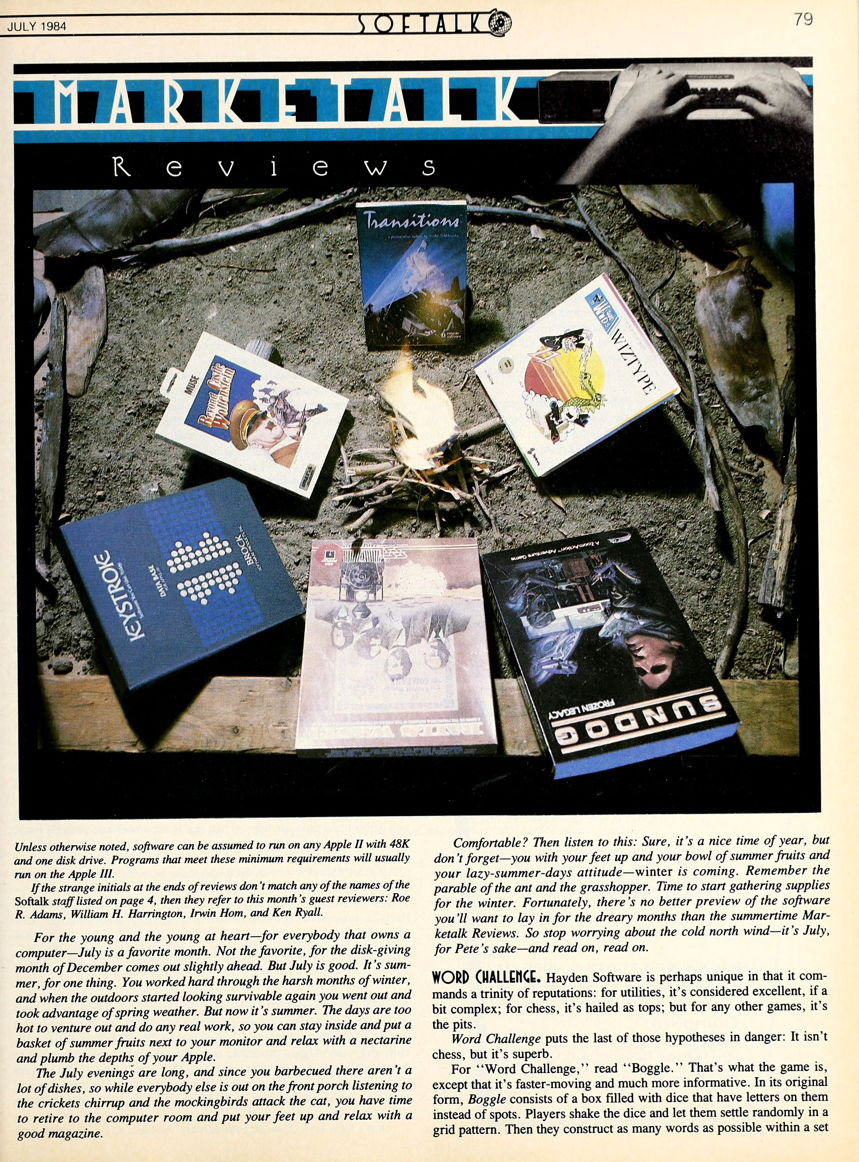 JULY 1984
SOFTALK
79
MARKETALK
Reviews
Transitions
WIZTYPE
MUSE
Beyond Castle
Wolfenstein
KEYSTROKE
DATA BASE
BROCK
A Zoom Action Adventure Game
FROZEN LEGACY
SUNDOG
Unless otherwise noted, software can be assumed to run on any Apple II with 48K
and one disk drive. Programs that meet these minimum requirements will usually
run on the Apple III.
If the strange initials at the ends of reviews don't match any of the names of the
Softalk staff listed on page 4, then they refer to this month's guest reviewers: Roe
R. Adams, William H. Harrington, Irwin Hom, and Ken Ryall.
For the young and the young at heart—for everybody that owns a
computer—July is a favorite month. Not the favorite, for the disk-giving
month of December comes out slightly ahead. But July is good. It's sum-
mer, for one thing. You worked hard through the harsh months of winter,
and when the outdoors started looking survivable again you went out and
took advantage of spring weather. But now it's summer. The days are too
hot to venture out and do any real work, so you can stay inside and put a
basket of summer fruits next to your monitor and relax with a nectarine
and plumb the depths of your Apple.
The July evenings are long, and since you barbecued there aren't a
lot of dishes, so while everybody else is out on the front porch listening to
the crickets chirrup and the mockingbirds attack the cat, you have time
to retire to the computer room and put your feet up and relax with a
good magazine.
Comfortable? Then listen to this: Sure, it's a nice time of year, but
don't forget—you with your feet up and your bowl of summer fruits and
your lazy-summer-days attitude—winter is coming. Remember the
parable of the ant and the grasshopper. Time to start gathering supplies
for the winter. Fortunately, there's no better preview of the software
you'll want to lay in for the dreary months than the summertime Mar-
ketalk Reviews. So stop worrying about the cold north wind—it's July,
for Pete's sake—and read on, read on.
WORD CHALLENGE. Hayden Software is perhaps unique in that it com-
mands a trinity of reputations: for utilities, it's considered excellent, if a
bit complex; for chess, it's hailed as tops; but for any other games, it's
the pits.
Word Challenge puts the last of those hypotheses in danger: It isn't
chess, but it's superb.
For "Word Challenge," read "Boggle." That's what the game is,
except that it's faster-moving and much more informative. In its original
form, Boggle consists of a box filled with dice that have letters on them
instead of spots. Players shake the dice and let them settle randomly in a
grid pattern. Then they construct as many words as possible within a set